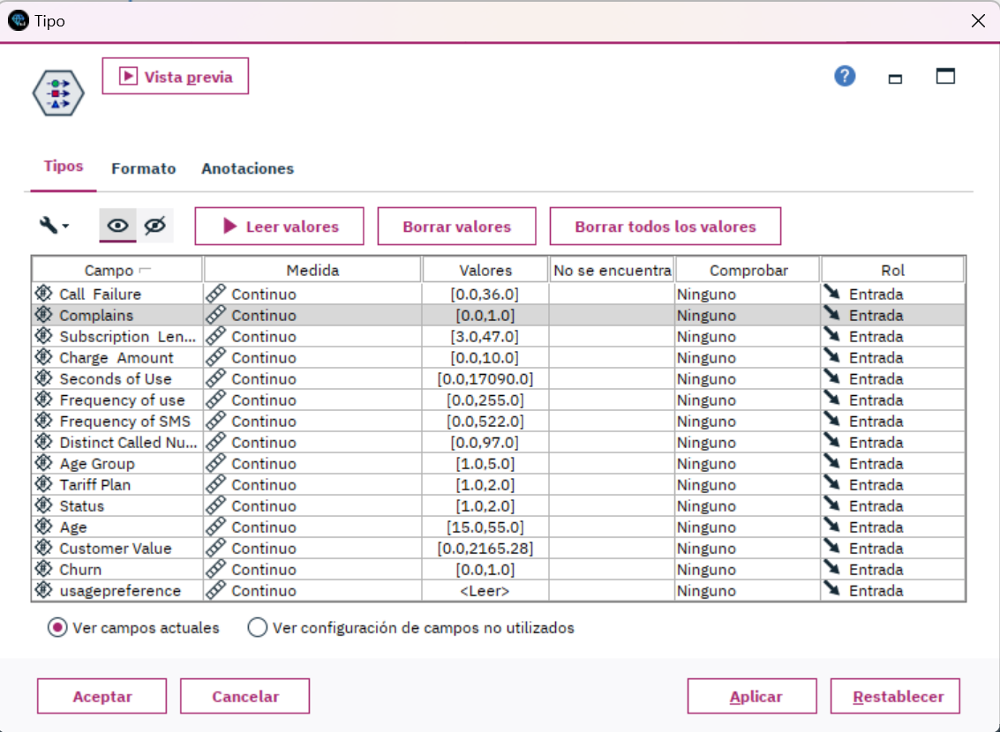 Tipo
Vista previa
?
Tipos Formato Anotaciones
Leer valores Borrar valores Borrar todos los valores
Campo Medida Valores No se encuentra Comprobar Rol
Call Failure Continuo [0.0,36.0] Ninguno Entrada
Complains Continuo [0.0,1.0] Ninguno Entrada
Subscription Len... Continuo [3.0,47.0] Ninguno Entrada
Charge Amount Continuo [0.0,10.0] Ninguno Entrada
Seconds of Use Continuo [0.0,17090.0] Ninguno Entrada
Frequency of use Continuo [0.0,255.0] Ninguno Entrada
Frequency of SMS Continuo [0.0,522.0] Ninguno Entrada
Distinct Called Nu... Continuo [0.0,97.0] Ninguno Entrada
Age Group Continuo [1.0,5.0] Ninguno Entrada
Tariff Plan Continuo [1.0,2.0] Ninguno Entrada
Status Continuo [1.0,2.0] Ninguno Entrada
Age Continuo [15.0,55.0] Ninguno Entrada
Customer Value Continuo [0.0,2165.28] Ninguno Entrada
Churn Continuo [0.0,1.0] Ninguno Entrada
usagepreference Continuo <Leer> Ninguno Entrada
Ver campos actuales Ver configuración de campos no utilizados
Aceptar Cancelar Aplicar Restablecer